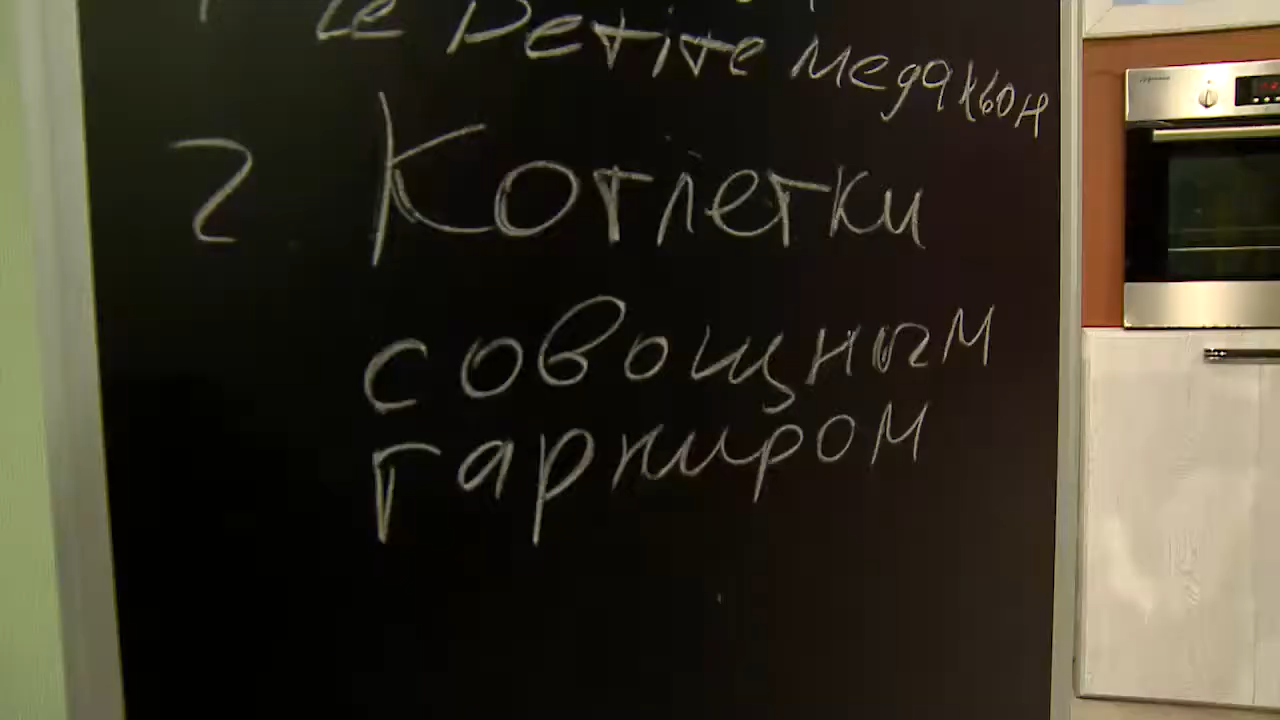 Le Petite медальон
2 Котлетки
с овощным
гарниром